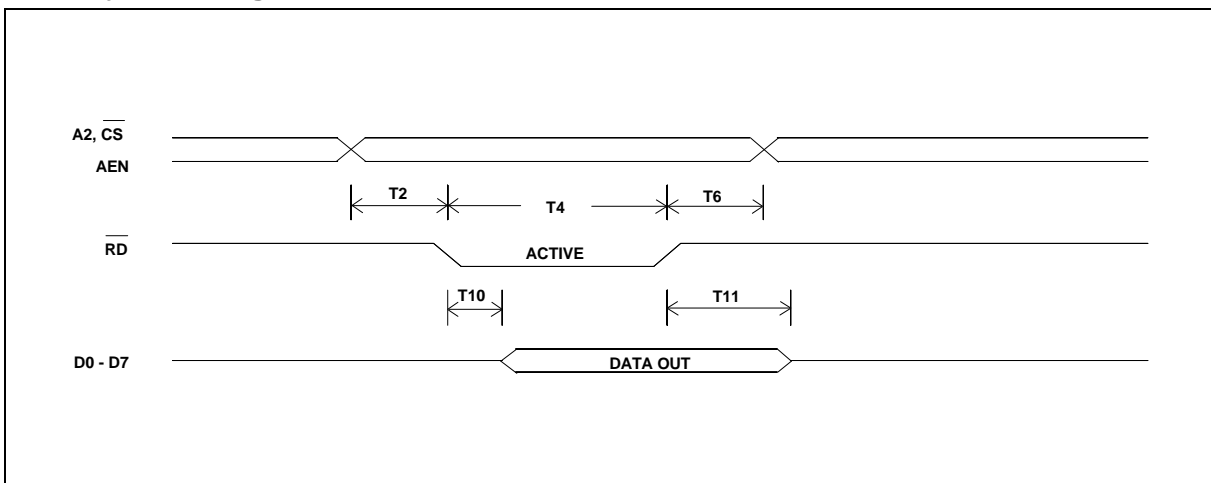 A2, CS
AEN
T2
T4
T6
RD
ACTIVE
T10
T11
D0 - D7
DATA OUT